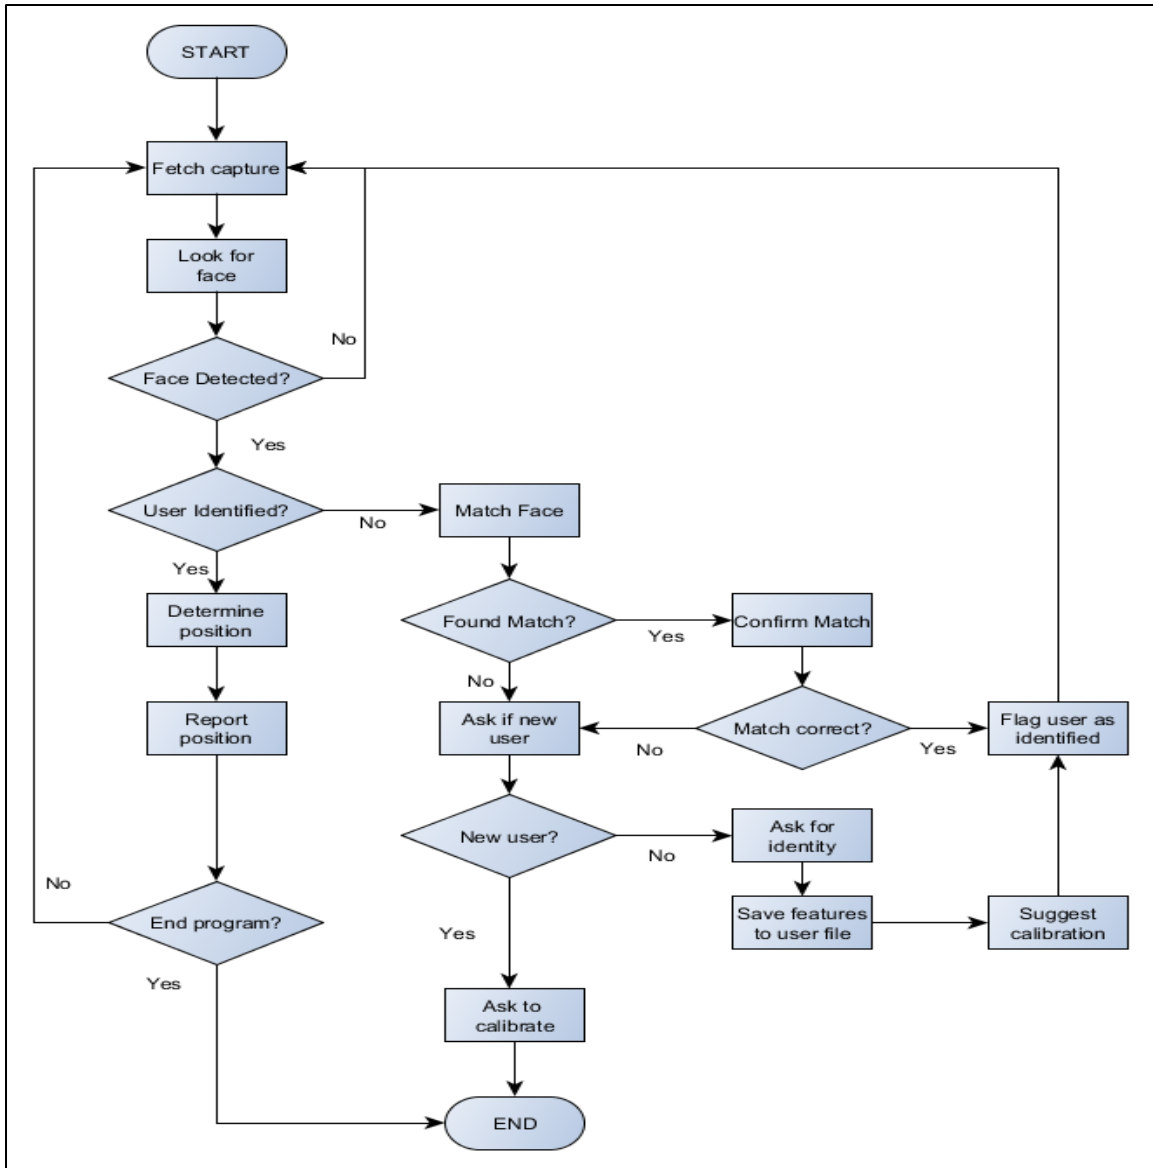 START
Fetch capture
Look for
face
No
Face Detected?
Yes
User Identified?
No
Match Face
Yes
Determine
position
Found Match?
Yes
Confirm Match
No
Report
position
Ask if new
user
No
Match correct?
Yes
Flag user as
identified
New user?
No
Ask for
identity
No
End program?
Yes
Save features
to user file
Suggest
calibration
Yes
Ask to
calibrate
END